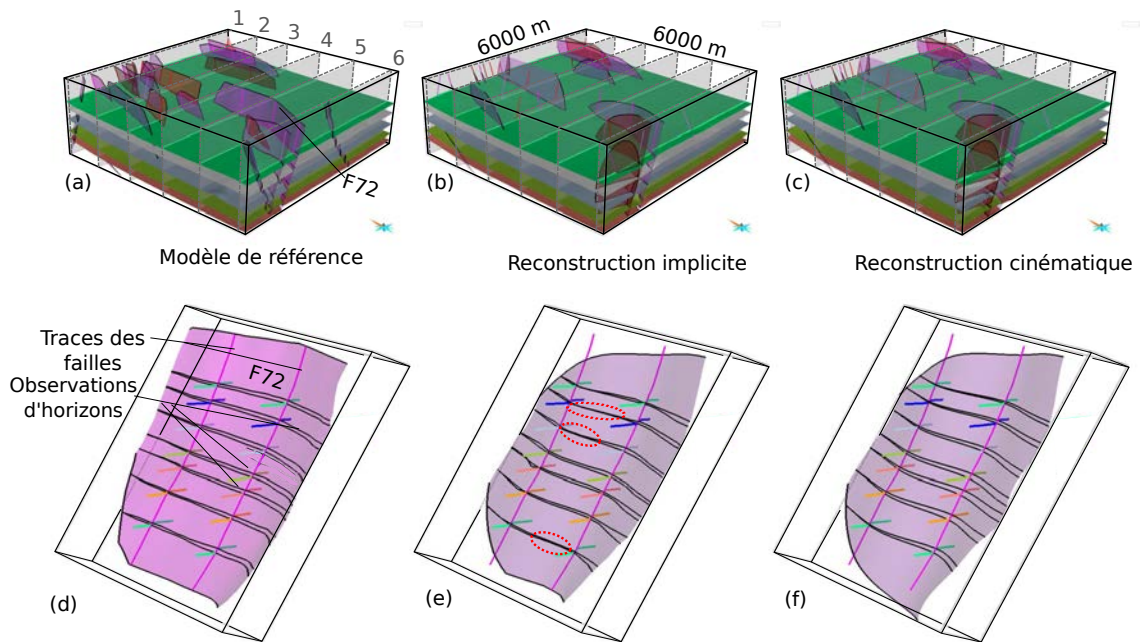 1 2 3 4 5 6
6000 m 6000 m
F72
(a) (b) (c)
Modèle de référence
Reconstruction implicite
Reconstruction cinématique
Traces des
failles
F72
Observations
d'horizons
(d) (e) (f)